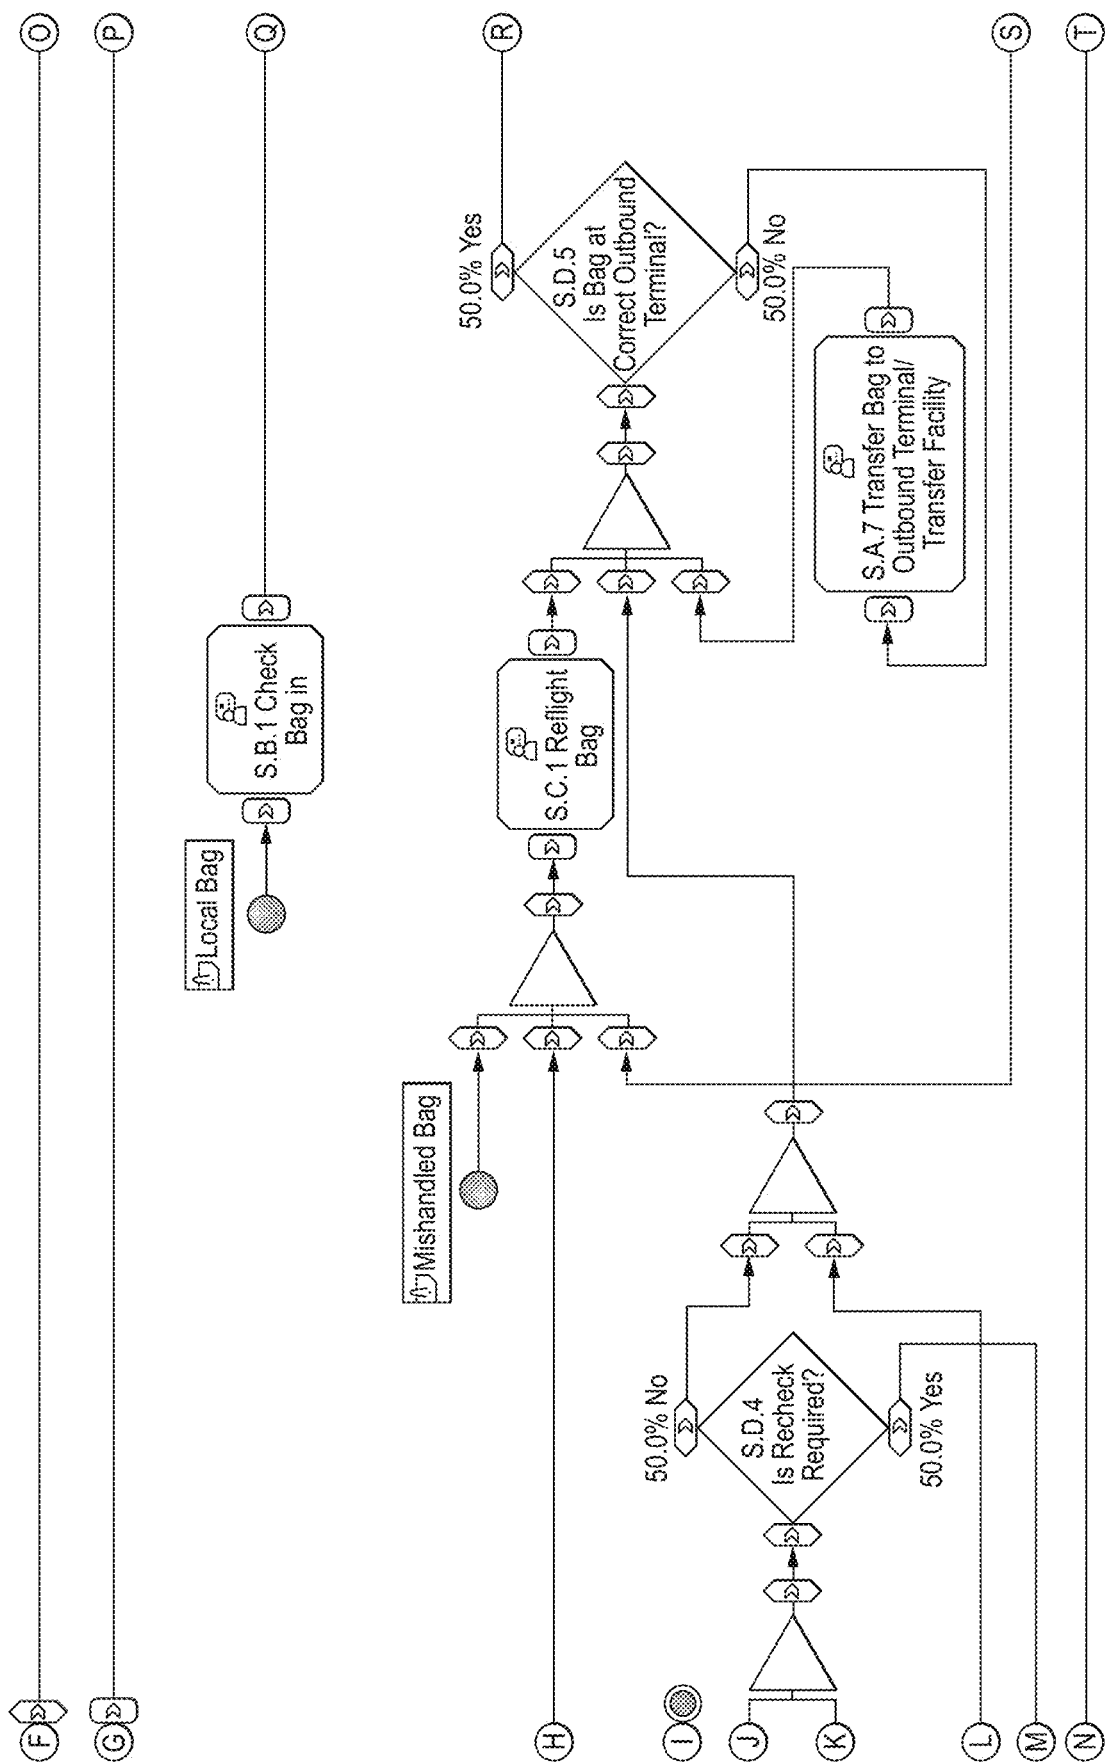 F
O
G
P
S.B.1 Check
Bag in
Local Bag
Q
Mishandled Bag
H
S.C.1 Reflight
Bag
50.0% Yes
R
S.D.5
Is Bag at
Correct Outbound
Terminal?
50.0% No
S.A.7 Transfer Bag to
Outbound Terminal/
Transfer Facility
I
J
K
50.0% No
S.D.4
Is Recheck
Required?
50.0% Yes
L
S
M
N
T